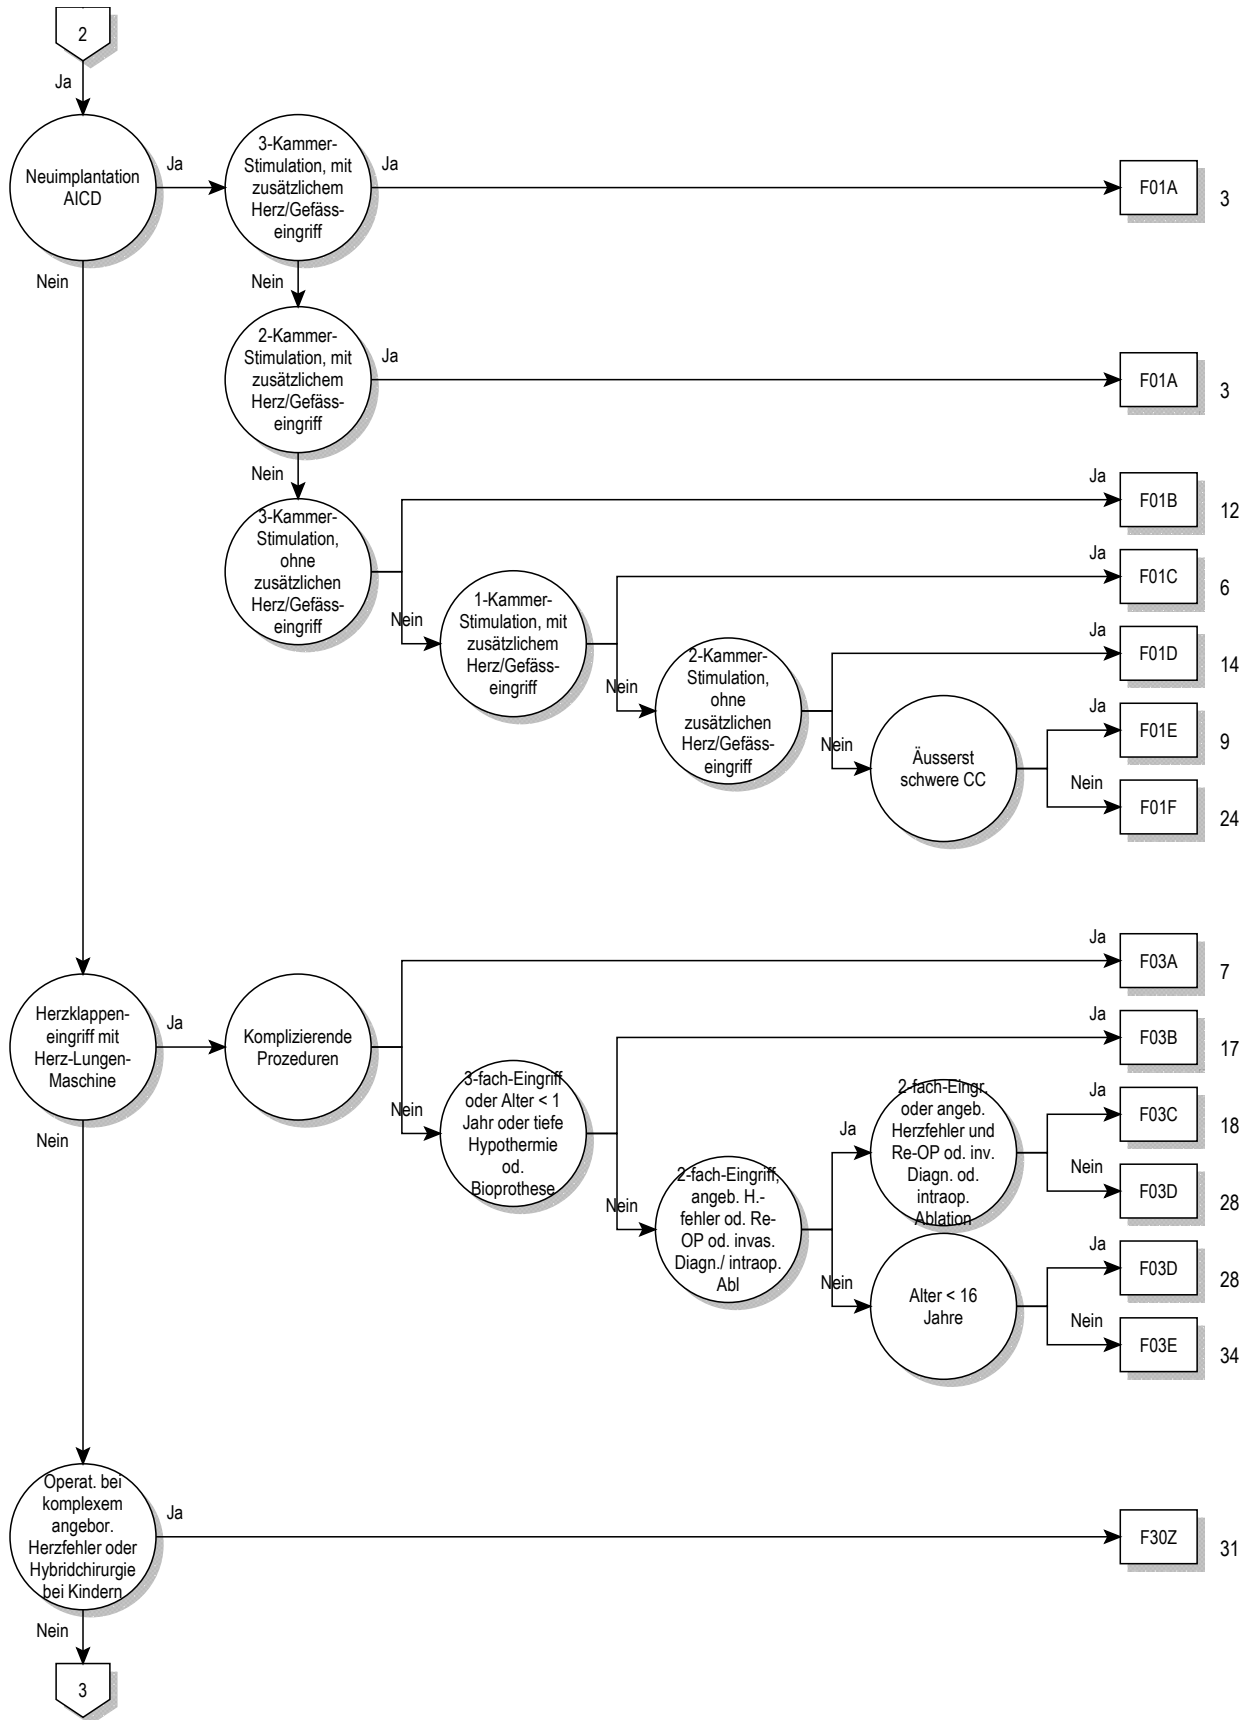 2
Ja
Neuimplantation
AICD
Ja
3-Kammer-
Stimulation, mit
zusätzlichem
Herz/Gefäss-
eingriff
Ja
F01A
3
Nein
Nein
2-Kammer-
Stimulation, mit
zusätzlichem
Herz/Gefäss-
eingriff
Ja
F01A
3
Nein
3-Kammer-
Stimulation,
ohne
zusätzlichen
Herz/Gefäss-
eingriff
Ja
F01B
12
Nein
1-Kammer-
Stimulation, mit
zusätzlichem
Herz/Gefäss-
eingriff
Ja
F01C
6
Nein
2-Kammer-
Stimulation,
ohne
zusätzlichen
Herz/Gefäss-
eingriff
Ja
F01D
14
Nein
Äusserst
schwere CC
Ja
F01E
9
Nein
F01F
24
Herzklappen-
eingriff mit
Herz-Lungen-
Maschine
Ja
Komplizierende
Prozeduren
Ja
F03A
7
Nein
Nein
3-fach-Eingriff
oder Alter < 1
Jahr oder tiefe
Hypothermie
od.
Bioprothese
Ja
F03B
17
Nein
2-fach-Eingriff,
angeb. H.-
fehler od. Re-
OP od. invas.
Diagn./ intraop.
Abl
Ja
2-fach-Eingr.
oder angeb.
Herzfehler und
Re-OP od. inv.
Diagn. od.
intraop.
Ablation
Ja
F03C
18
Nein
F03D
28
Nein
Alter < 16
Jahre
Ja
F03D
28
Nein
F03E
34
Operat. bei
komplexem
angebor.
Herzfehler oder
Hybridchirurgie
bei Kindern
Ja
F30Z
31
Nein
3